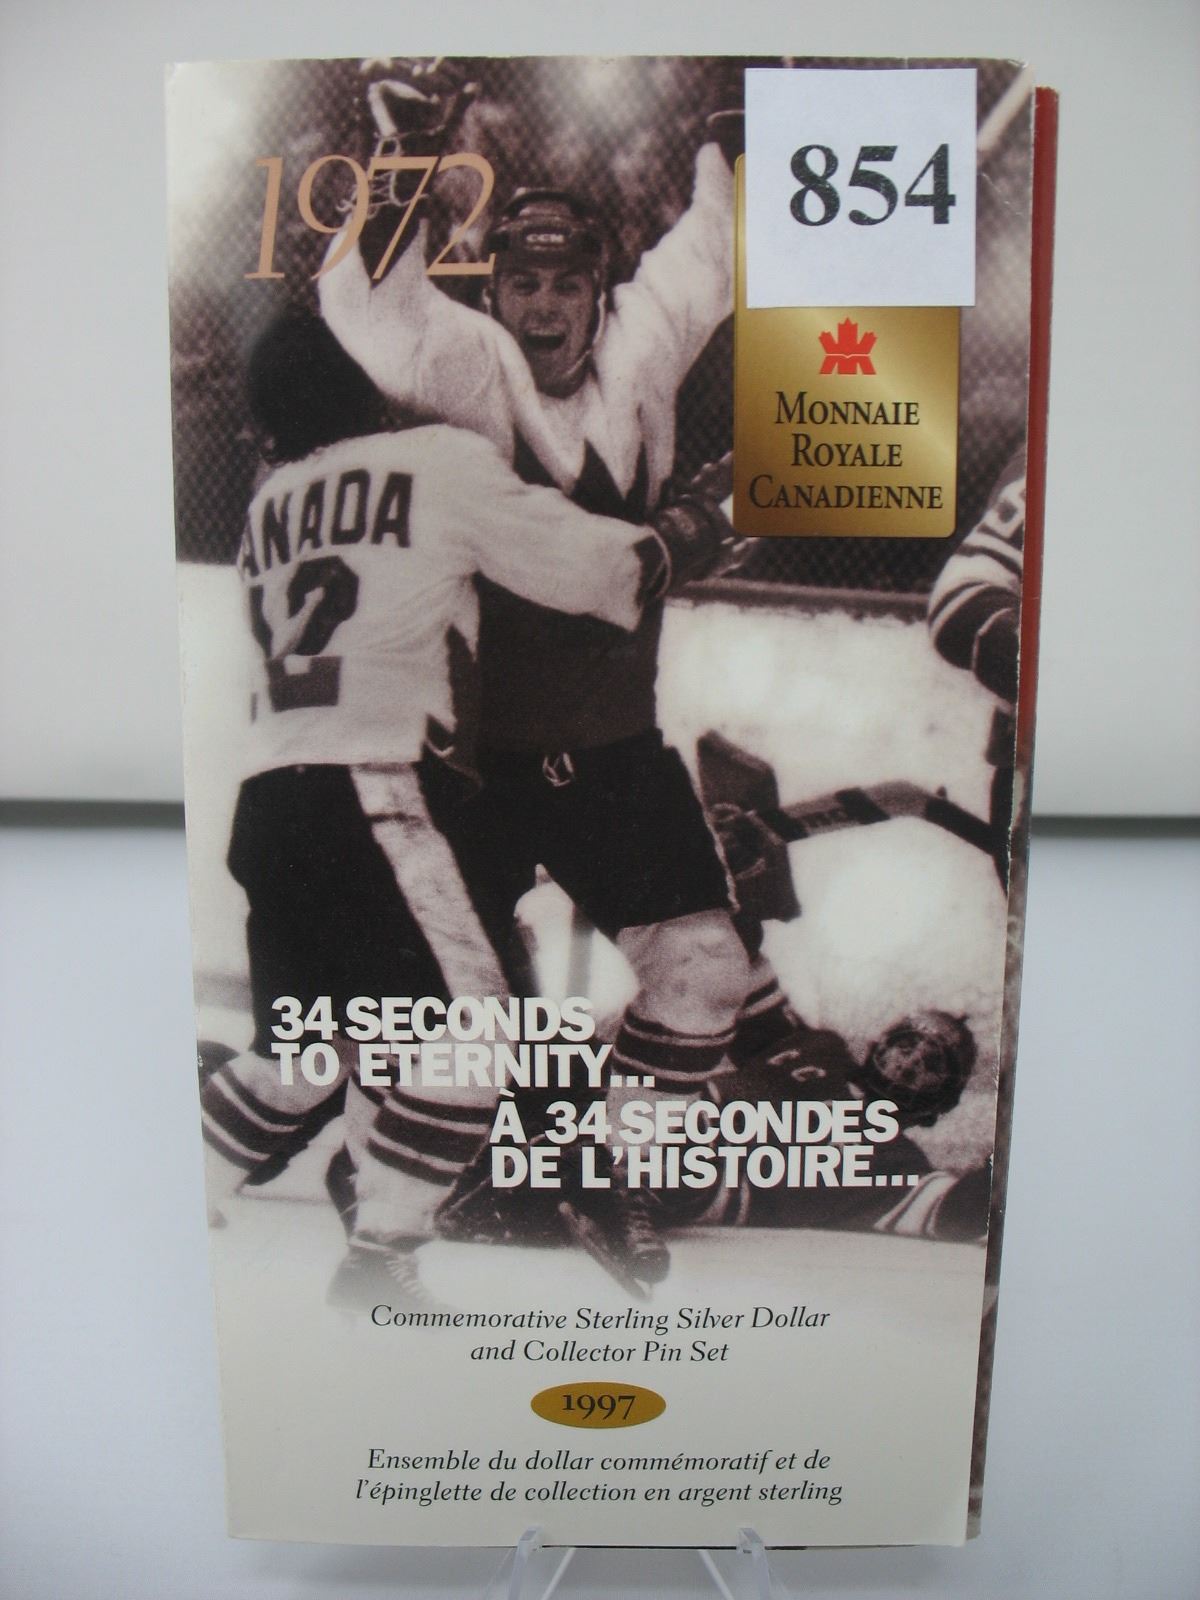 1972
854
CCM
MONNAIE
ROYALE
CANADIENNE
ANADA
12
34 SECONDS
TO ETERNITY...
À 34 SECONDES
DE L'HISTOIRE...
Commemorative Sterling Silver Dollar
and Collector Pin Set
1997
Ensemble du dollar commémoratif et de
l'épinglette de collection en argent sterling